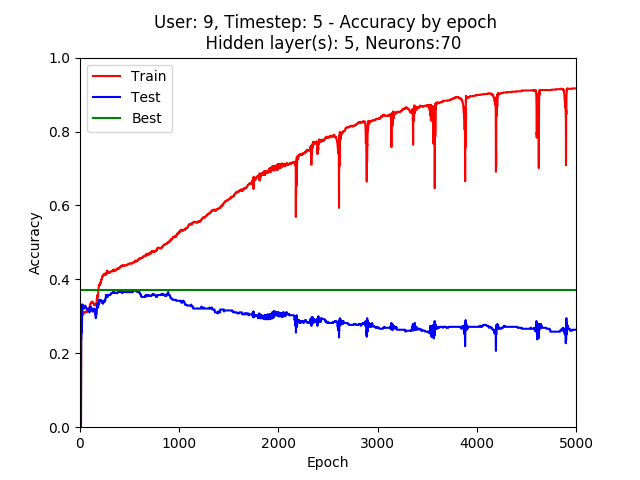 User: 9, Timestep: 5 - Accuracy by epoch
Hidden layer(s): 5, Neurons:70
1.0
0.8
0.6
0.4
0.2
0.0
Accuracy
Train
Test
Best
0
1000
2000
3000
4000
5000
Epoch